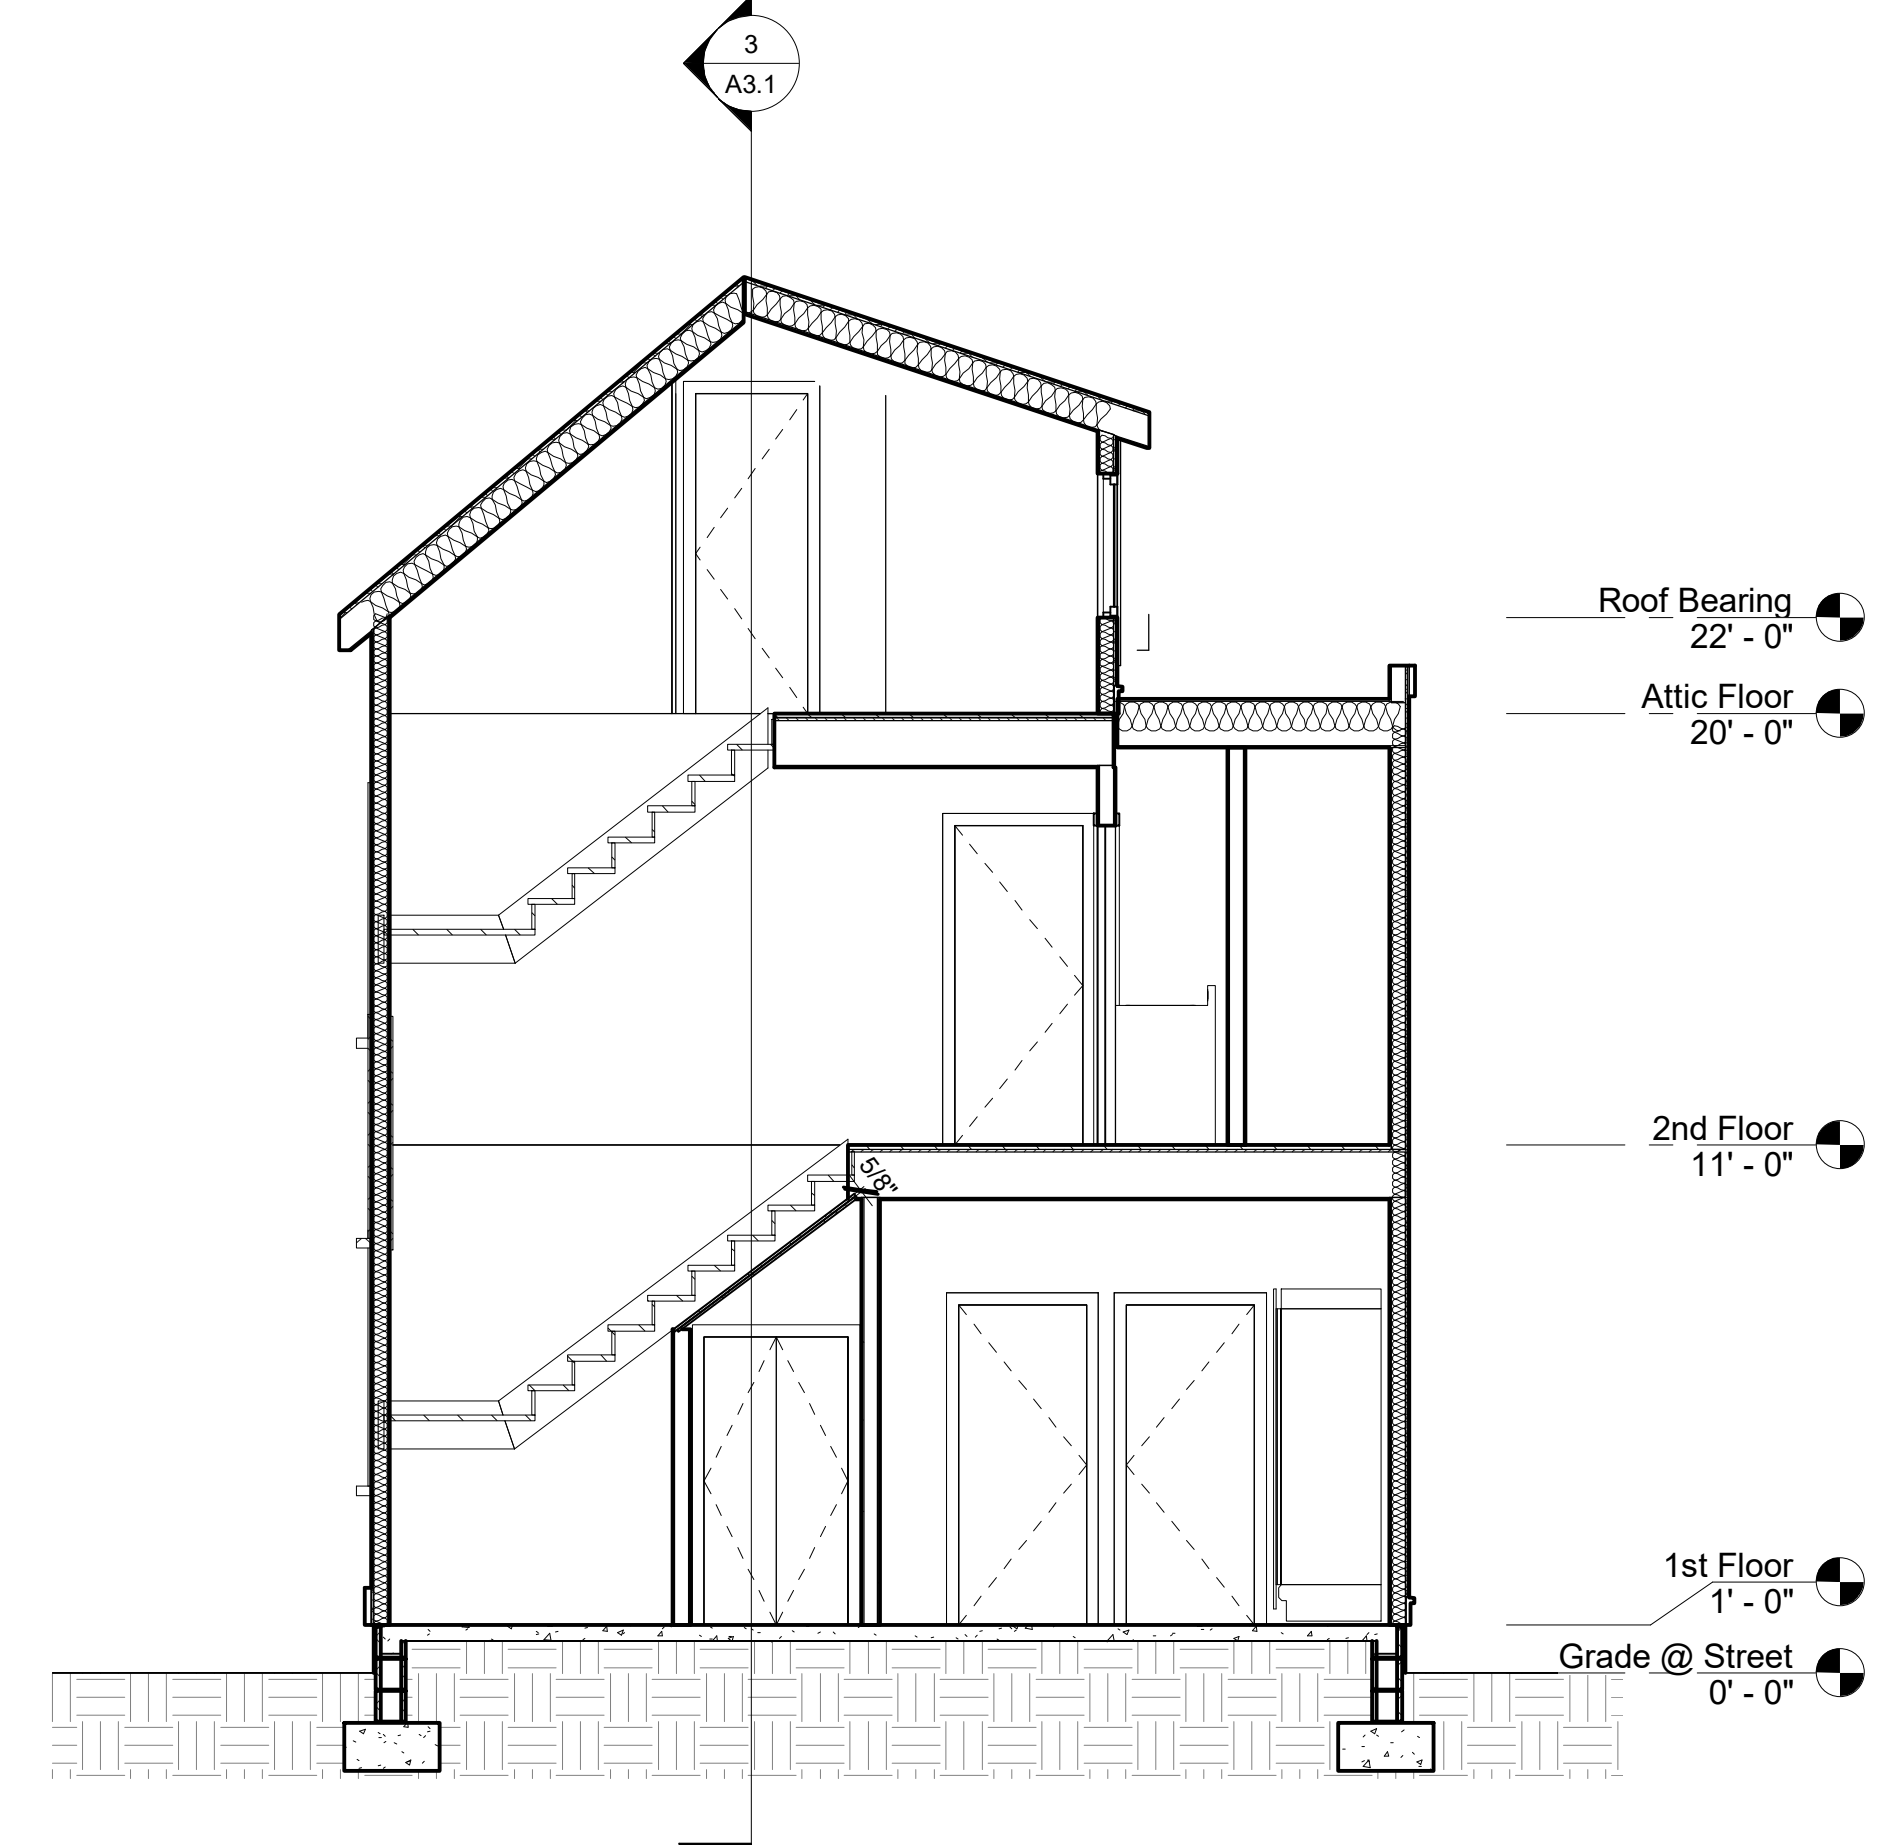 3
A3.1
Roof Bearing
22' - 0"
Attic Floor
20' - 0"
2nd Floor
11' - 0"
5/8"
1st Floor
1' - 0"
Grade @ Street
0' - 0"